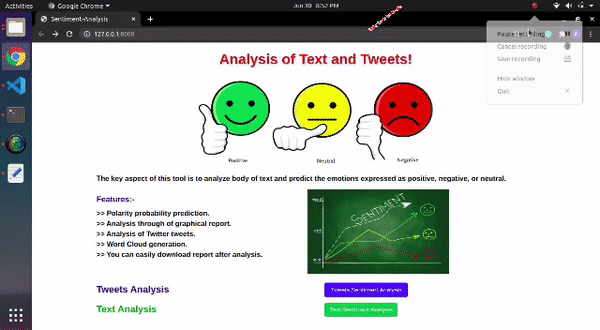 Activities
Google Chrome
Jun 30 8:52 PM
Sentiment-Analysis
127.0.0.1:8000
Pause recording
Cancel recording
Save recording
Hide window
Quit
Analysis of Text and Tweets!
Positive
Neutral
Negative
The key aspect of this tool is to analyze body of text and predict the emotions expressed as positive, negative, or neutral.
Features:-
>> Polarity probability prediction.
>> Analysis through of graphical report.
>> Analysis of Twitter tweets.
>> Word Cloud generation.
>> You can easily download report after analysis.
SENTIMENT
Tweets Analysis
Tweets Sentiment Analysis
Text Analysis
Text Sentiment Analysis